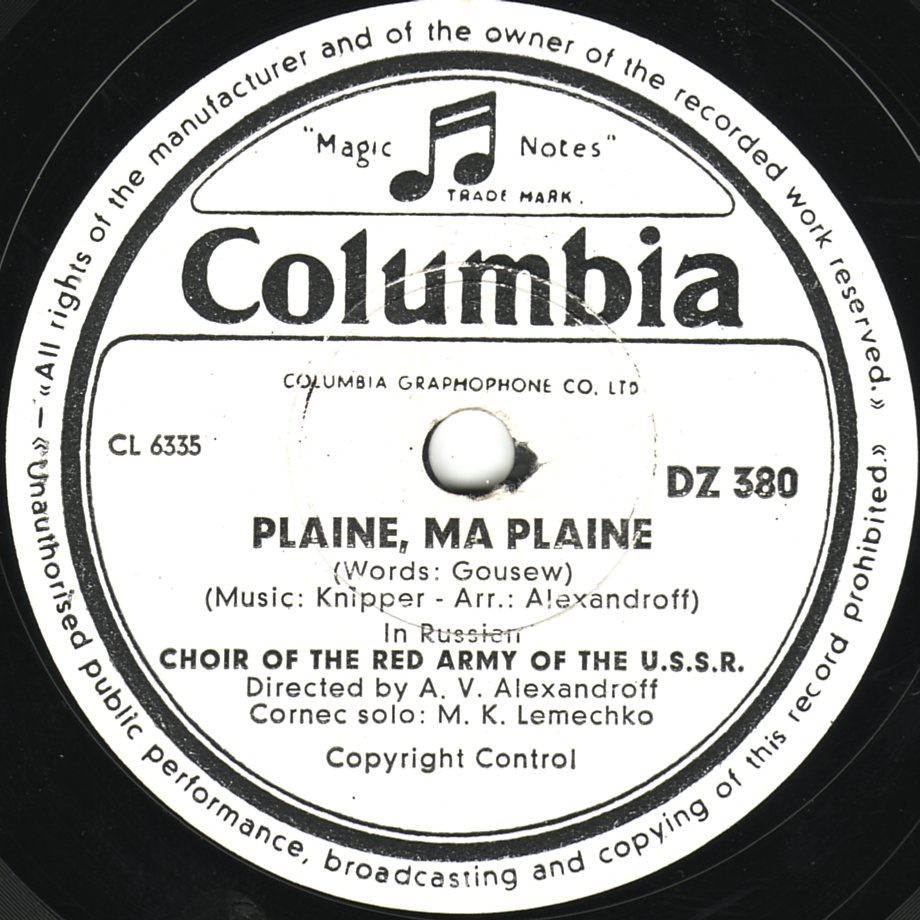 «All rights of the manufacturer and of the owner of the recorded work reserved.»
"Magic Notes"
TRADE MARK.
Columbia
COLUMBIA GRAPHOPHONE CO. LTD
CL 6335
DZ 380
PLAINE, MA PLAINE
(Words: Gousew)
(Music: Knipper - Arr.: Alexandroff)
In Russian
CHOIR OF THE RED ARMY OF THE U.S.S.R.
Directed by A. V. Alexandroff
Cornec solo: M. K. Lemechko
Copyright Control
«Unauthorised public performance, broadcasting and copying of this record prohibited.»